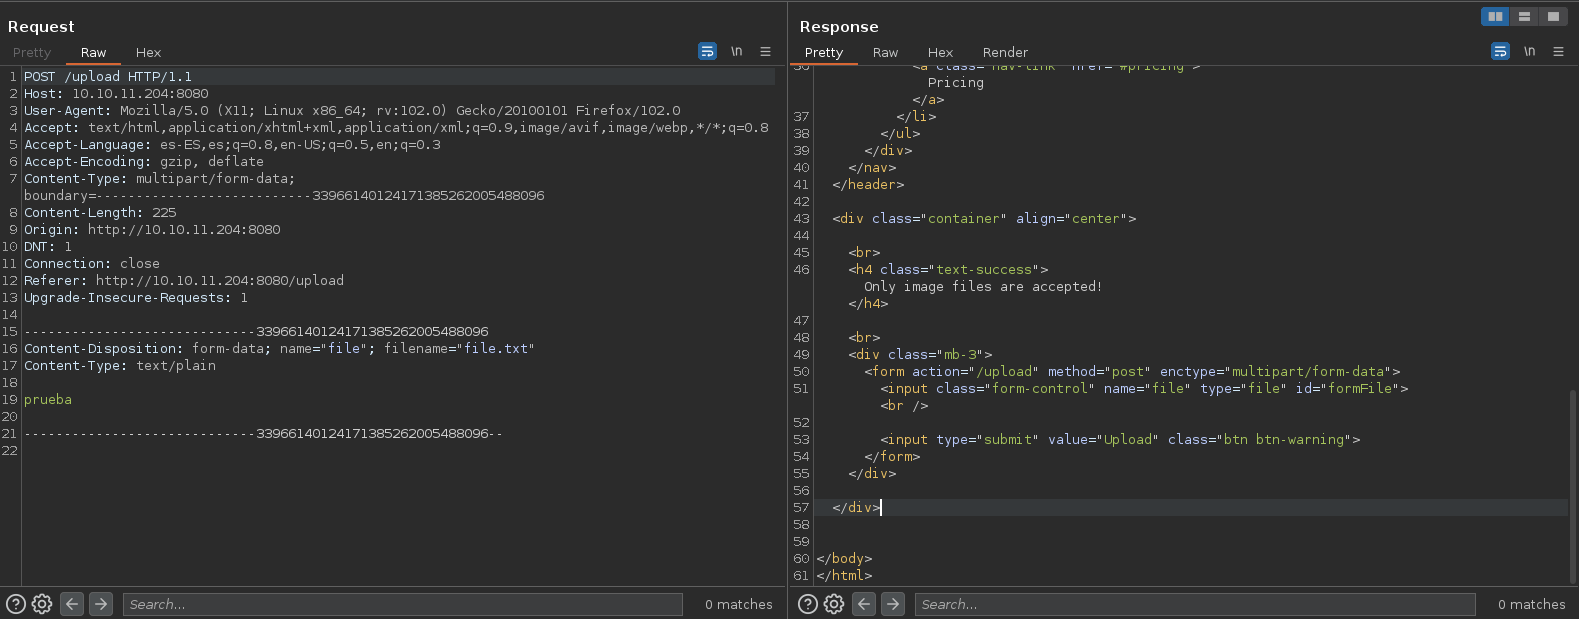 Request
Pretty Raw Hex \n
1 POST /upload HTTP/1.1
2 Host: 10.10.11.204:8080
3 User-Agent: Mozilla/5.0 (X11; Linux x86_64; rv:102.0) Gecko/20100101 Firefox/102.0
4 Accept: text/html,application/xhtml+xml,application/xml;q=0.9,image/avif,image/webp,*/*;q=0.8
5 Accept-Language: es-ES,es;q=0.8,en-US;q=0.5,en;q=0.3
6 Accept-Encoding: gzip, deflate
7 Content-Type: multipart/form-data;
boundary=---------------------------339661401241713852620054​88096
8 Content-Length: 225
9 Origin: http://10.10.11.204:8080
10 DNT: 1
11 Connection: close
12 Referer: http://10.10.11.204:8080/upload
13 Upgrade-Insecure-Requests: 1
14
15 -----------------------------33966140124171385262005488096
16 Content-Disposition: form-data; name="file"; filename="file.txt"
17 Content-Type: text/plain
18
19 prueba
20
21 -----------------------------33966140124171385262005488096--
22
Search...
0 matches
Response
Pretty Raw Hex Render \n
36 <a class="nav-link" href="#pricing">
Pricing
</a>
37 </li>
38 </ul>
39 </div>
40 </nav>
41 </header>
42
43 <div class="container" align="center">
44
45 <br>
46 <h4 class="text-success">
Only image files are accepted!
</h4>
47
48 <br>
49 <div class="mb-3">
50 <form action="/upload" method="post" enctype="multipart/form-data">
51 <input class="form-control" name="file" type="file" id="formFile">
<br />
52
53 <input type="submit" value="Upload" class="btn btn-warning">
54 </form>
55 </div>
56
57 </div>
58
59
60 </body>
61 </html>
Search...
0 matches